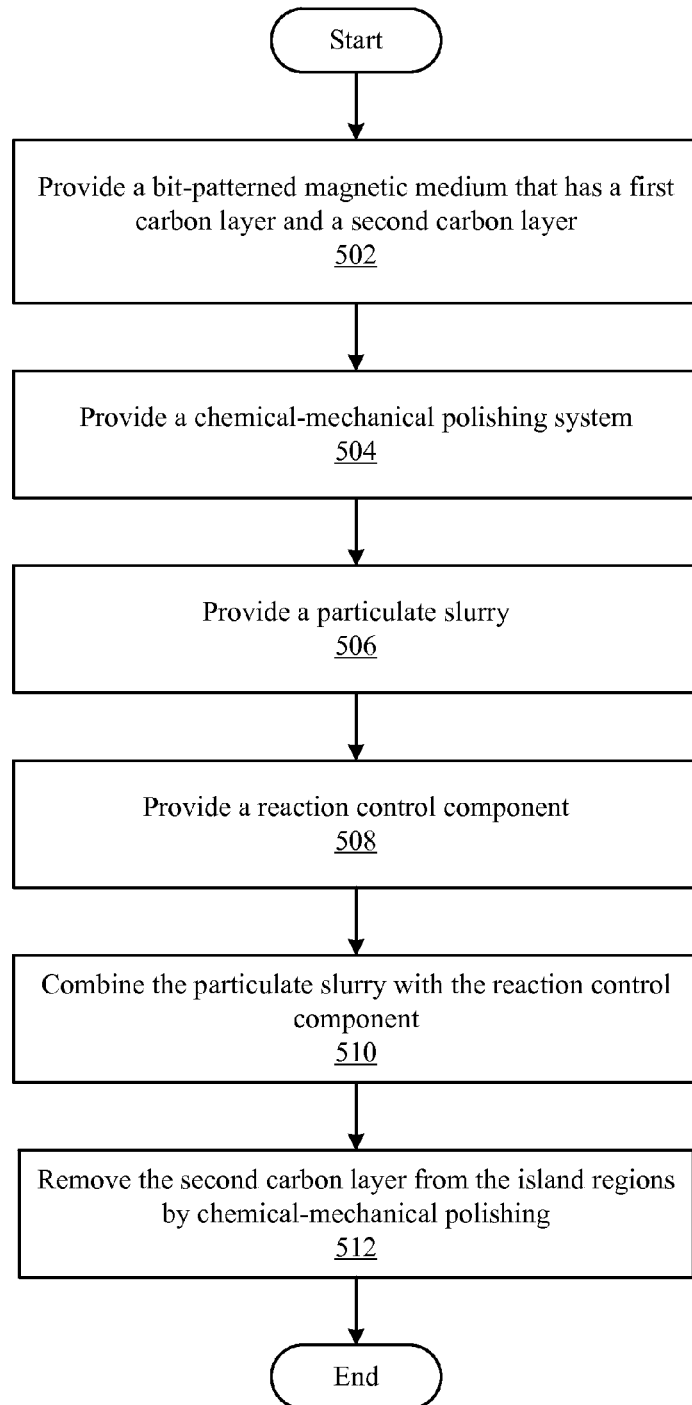 Start
Provide a bit-patterned magnetic medium that has a first
carbon layer and a second carbon layer
502
Provide a chemical-mechanical polishing system
504
Provide a particulate slurry
506
Provide a reaction control component
508
Combine the particulate slurry with the reaction control
component
510
Remove the second carbon layer from the island regions
by chemical-mechanical polishing
512
End